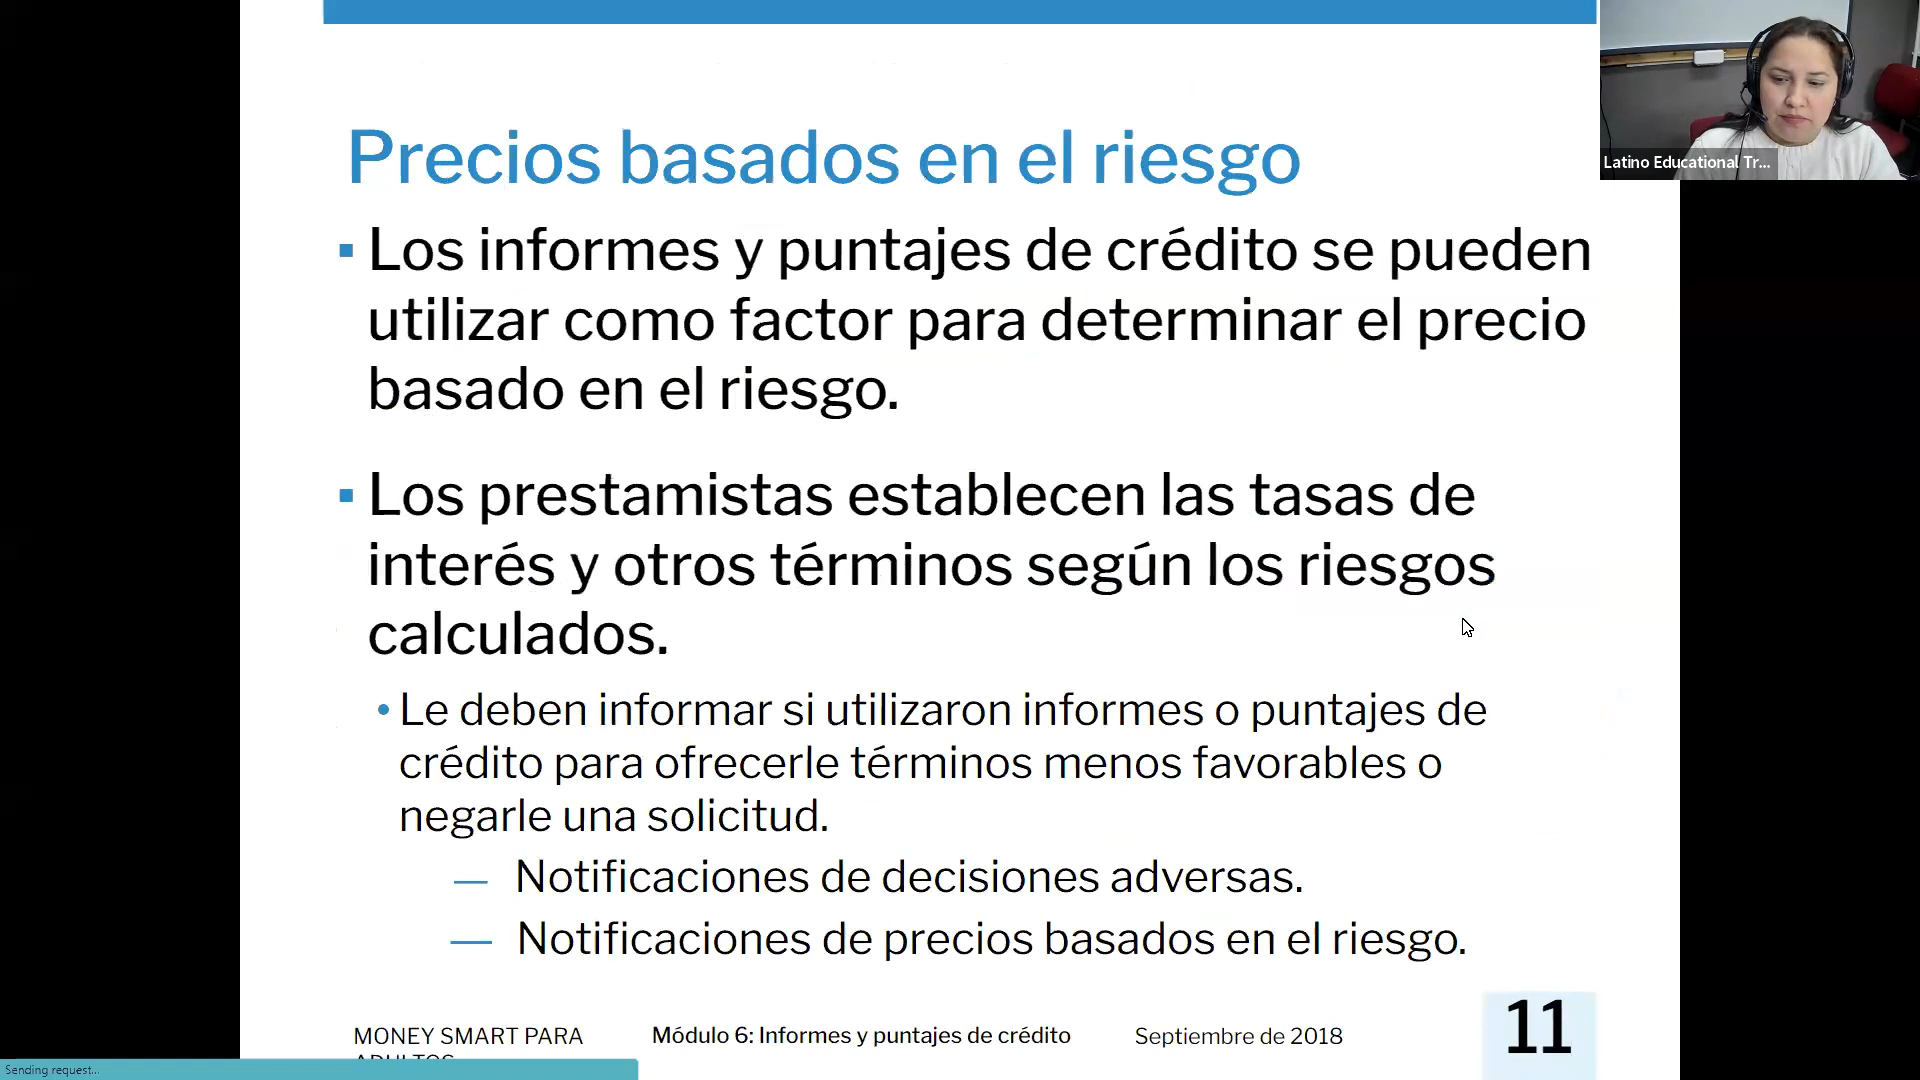 Precios basados en el riesgo
Los informes y puntajes de crédito se pueden
utilizar como factor para determinar el precio
basado en el riesgo.
Los prestamistas establecen las tasas de
interés y otros términos según los riesgos
calculados.
Le deben informar si utilizaron informes o puntajes de
crédito para ofrecerle términos menos favorables o
negarle una solicitud.
— Notificaciones de decisiones adversas.
— Notificaciones de precios basados en el riesgo.
MONEY SMART PARA
ADULTOS
Módulo 6: Informes y puntajes de crédito
Septiembre de 2018
11
Latino Educational Tr...
Sending request...